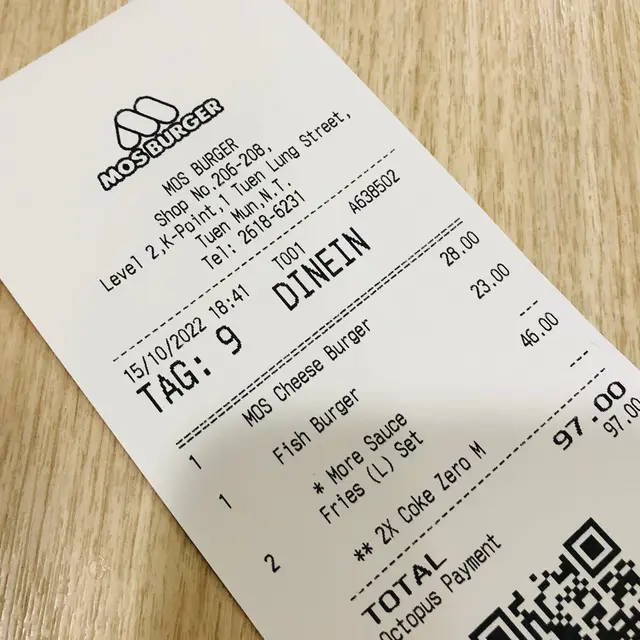 MOS BURGER
MOS BURGER
Shop No.206-208,
Level 2,K-Point,1 Tuen Lung Street,
Tuen Mun,N.T,
Tel: 2618-6231
15/10/2022 18:41 T001 A638502
TAG: 9 DINEIN
1 MOS Cheese Burger 28.00
1 Fish Burger 23.00
* More Sauce ---
2 Fries (L) Set 46.00
** 2X Coke Zero M ---
TOTAL 97.00
Octopus Payment 97.00